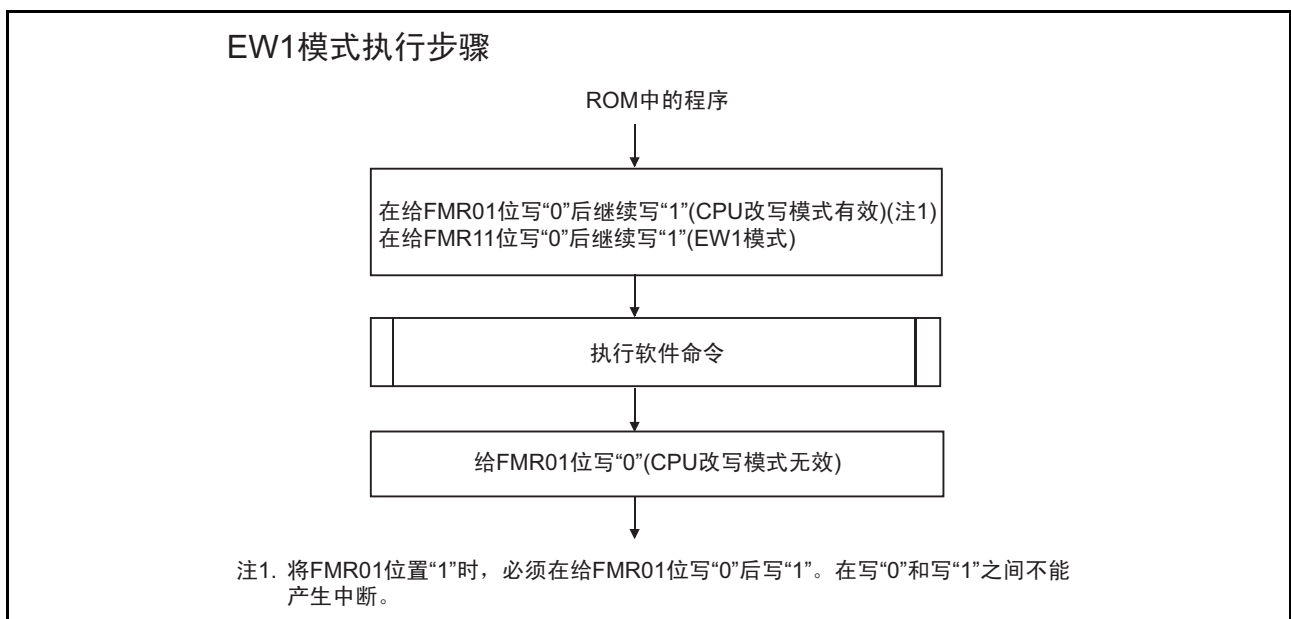 EW1模式执行步骤
ROM中的程序
在给FMR01位写“0”后继续写“1”(CPU改写模式有效)(注1)
在给FMR11位写“0”后继续写“1”(EW1模式)
执行软件命令
给FMR01位写“0”(CPU改写模式无效)
注1. 将FMR01位置“1”时，必须在给FMR01位写“0”后写“1”。在写“0”和写“1”之间不能
产生中断。